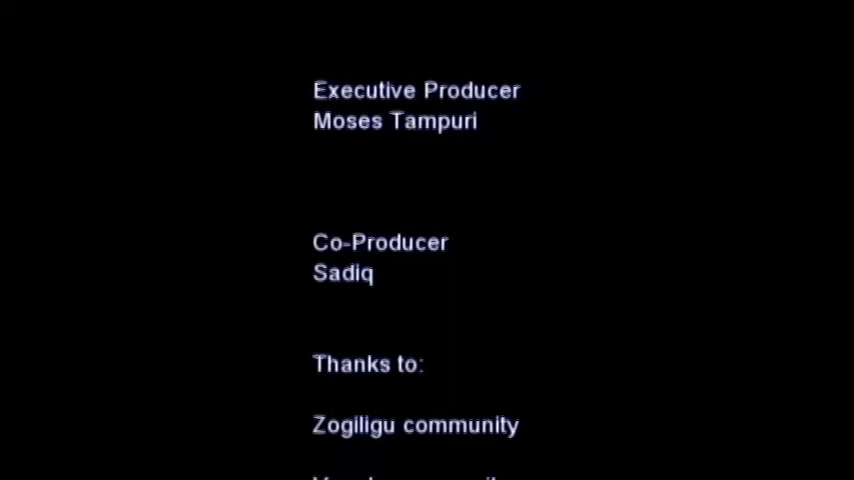 Executive Producer
Moses Tampuri
Co-Producer
Sadiq
Thanks to:
Zogiligu community